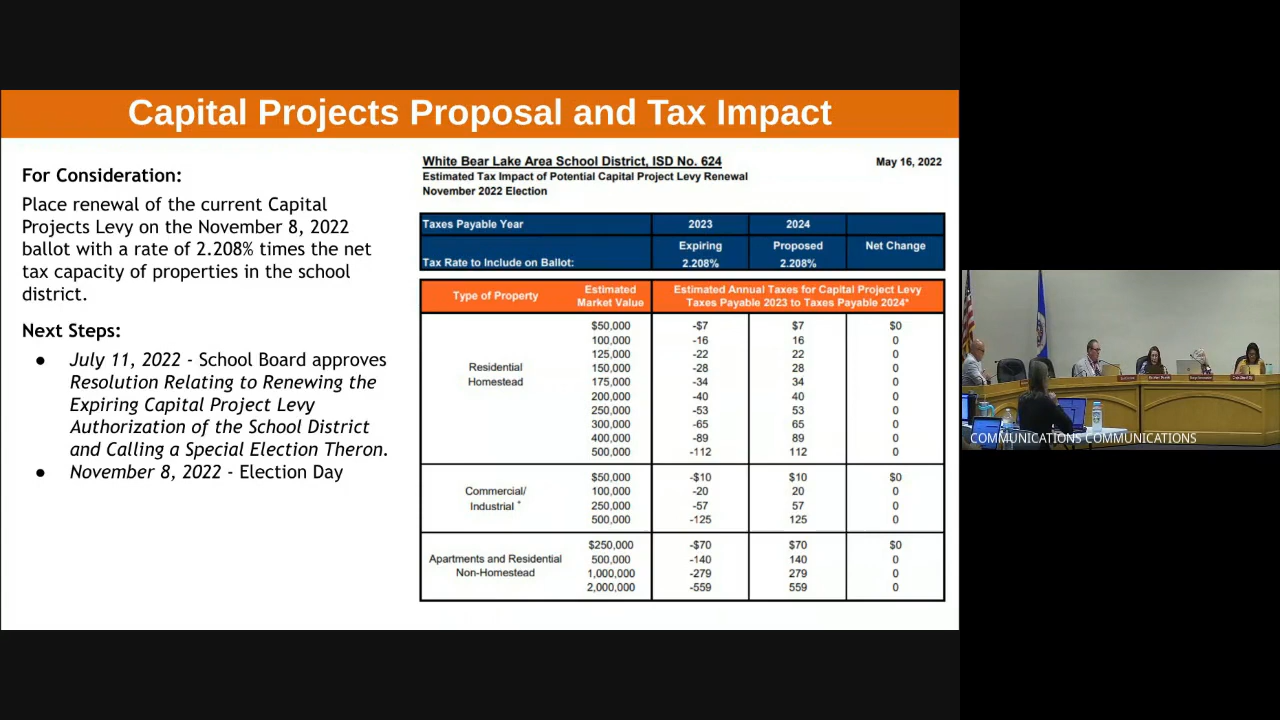 Capital Projects Proposal and Tax Impact
For Consideration:
Place renewal of the current Capital
Projects Levy on the November 8, 2022
ballot with a rate of 2.208% times the net
tax capacity of properties in the school
district.
Next Steps:
● July 11, 2022 - School Board approves
Resolution Relating to Renewing the
Expiring Capital Project Levy
Authorization of the School District
and Calling a Special Election Theron.
● November 8, 2022 - Election Day
White Bear Lake Area School District, ISD No. 624 May 16, 2022
Estimated Tax Impact of Potential Capital Project Levy Renewal
November 2022 Election
Taxes Payable Year 2023 2024
Expiring Proposed Net Change
Tax Rate to Include on Ballot: 2.208% 2.208%
Type of Property
Estimated
Market Value
Estimated Annual Taxes for Capital Project Levy
Taxes Payable 2023 to Taxes Payable 2024*
Residential
Homestead
$50,000 -$7 $7 $0
100,000 -16 16 0
125,000 -22 22 0
150,000 -28 28 0
175,000 -34 34 0
200,000 -40 40 0
250,000 -53 53 0
300,000 -65 65 0
400,000 -89 89 0
500,000 -112 112 0
Commercial/
Industrial +
$50,000 -$10 $10 $0
100,000 -20 20 0
250,000 -57 57 0
500,000 -125 125 0
Apartments and Residential
Non-Homestead
$250,000 -$70 $70 $0
500,000 -140 140 0
1,000,000 -279 279 0
2,000,000 -559 559 0
COMMUNICATIONS COMMUNICATIONS